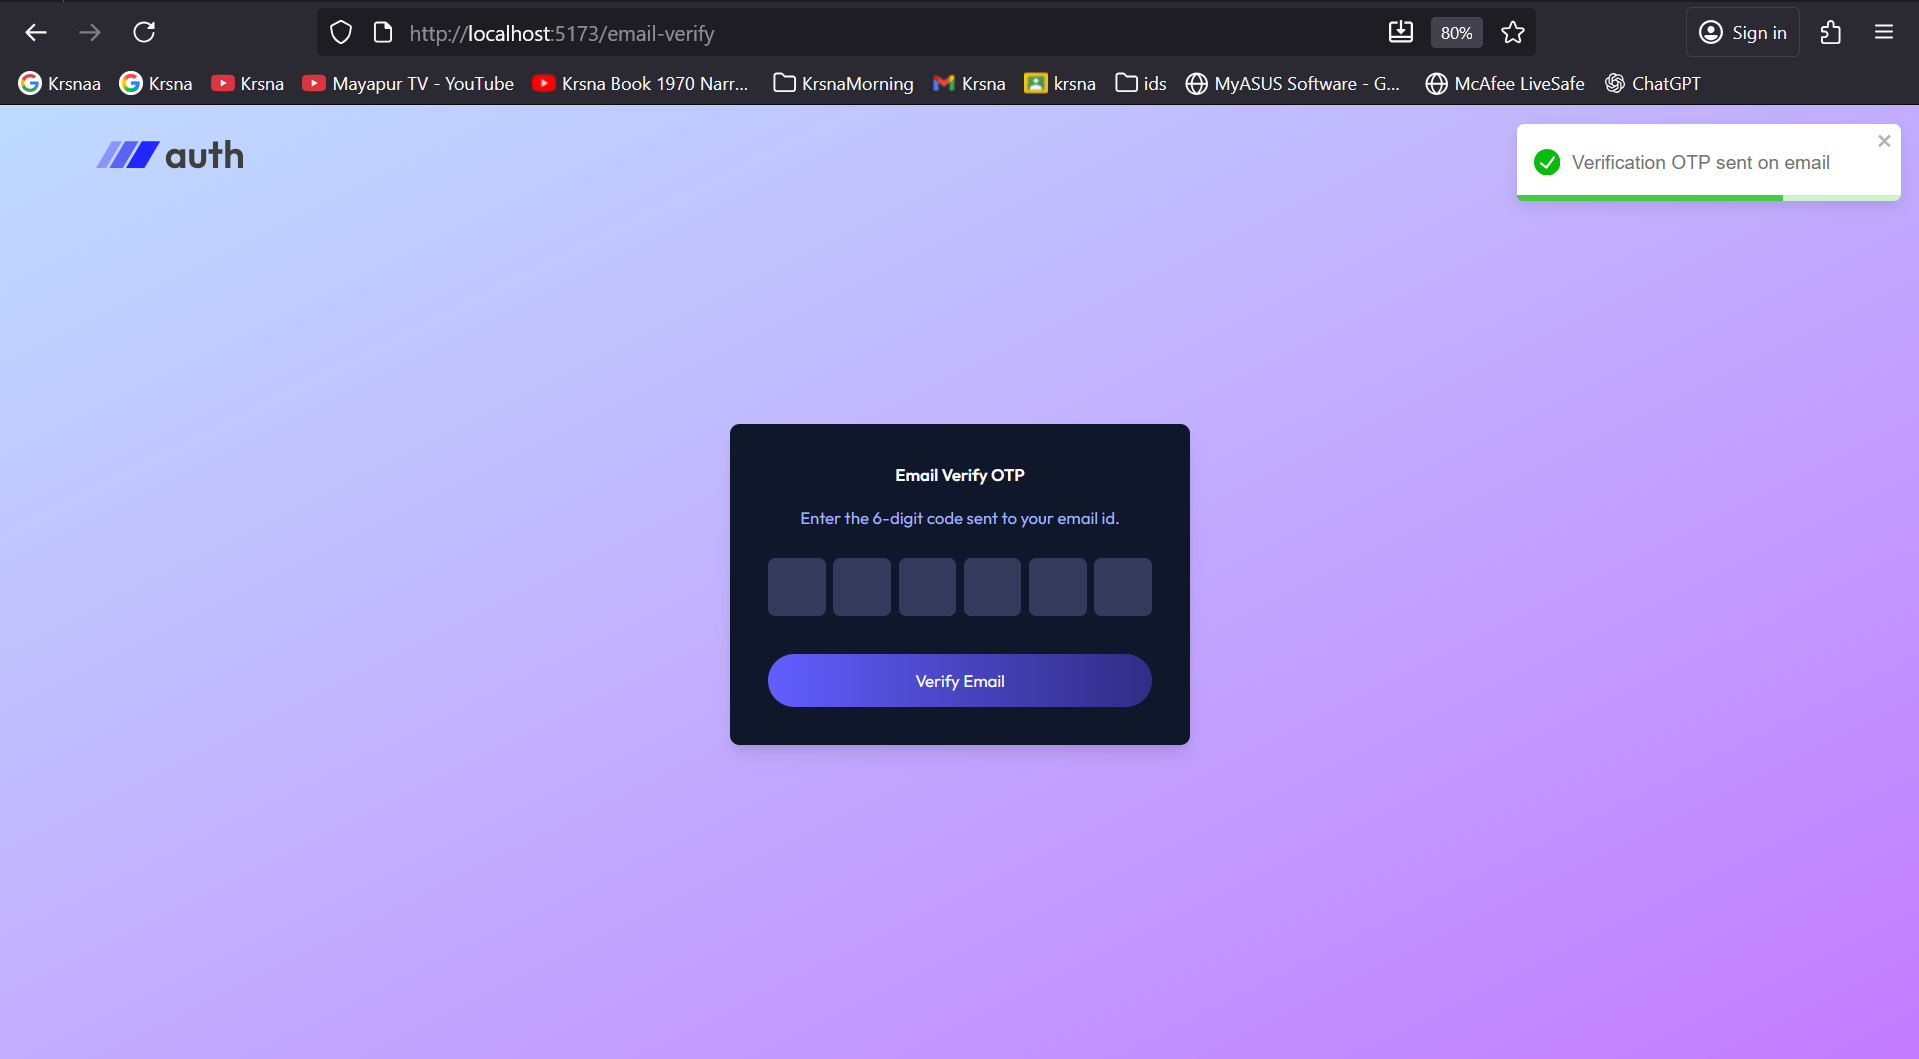 http://localhost:5173/email-verify
80%
Sign in
Krsnaa
Krsna
Krsna
Mayapur TV - YouTube
Krsna Book 1970 Narr...
KrsnaMorning
Krsna
krsna
ids
MyASUS Software - G...
McAfee LiveSafe
ChatGPT
auth
Verification OTP sent on email
Email Verify OTP
Enter the 6-digit code sent to your email id.
Verify Email